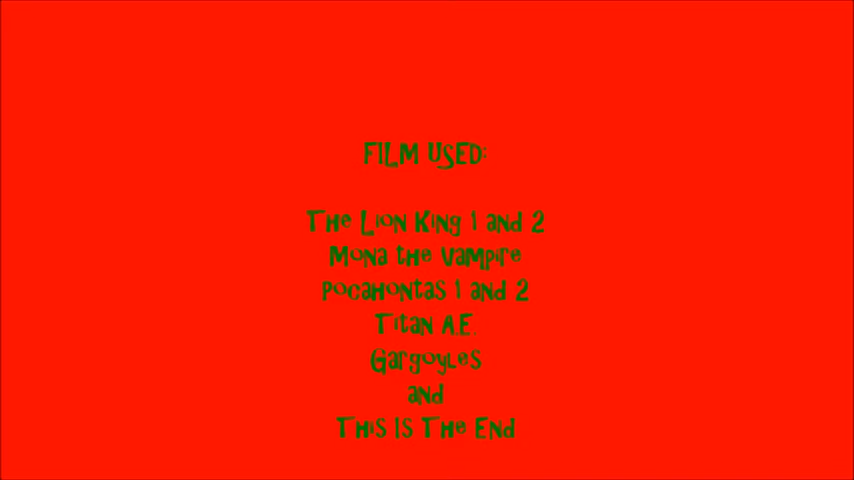 FILM USED:
The Lion King 1 and 2
Mona the Vampire
Pocahontas 1 and 2
Titan A.E.
Gargoyles
and
This Is The End